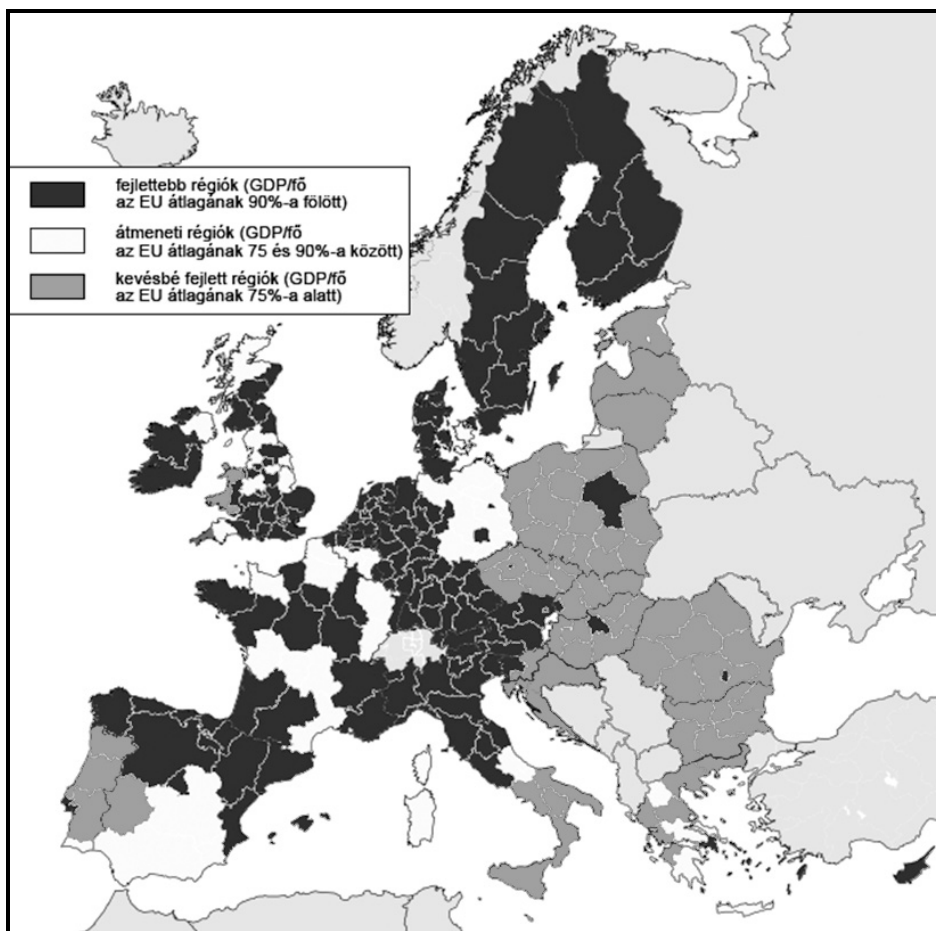 fejlettebb régiók (GDP/fő
az EU átlagának 90%-a fölött)
átmeneti régiók (GDP/fő
az EU átlagának 75 és 90%-a között)
kevésbé fejlett régiók (GDP/fő
az EU átlagának 75%-a alatt)